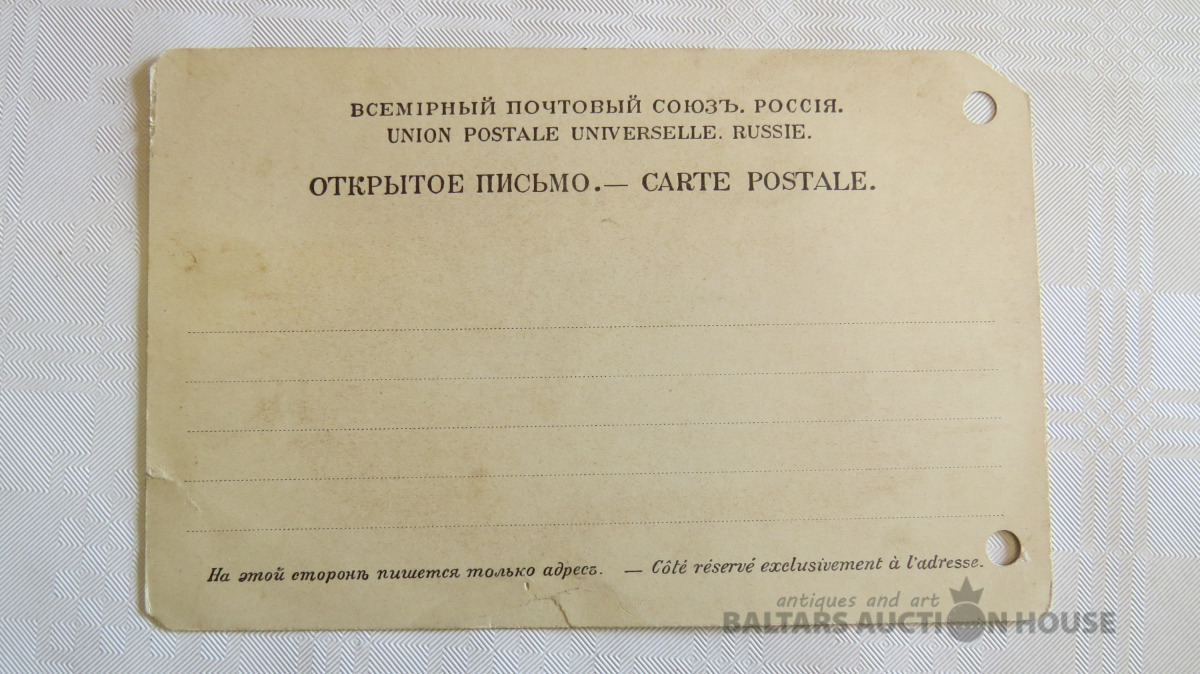 ВСЕМІРНЫЙ ПОЧТОВЫЙ СОЮЗЪ. РОССІЯ.
UNION POSTALE UNIVERSELLE. RUSSIE.
ОТКРЫТОЕ ПИСЬМО.— CARTE POSTALE.
На этой сторонѣ пишется только адресъ. — Côté réservé exclusivement à l'adresse.
antiques and art
BALTARS AUCTION HOUSE